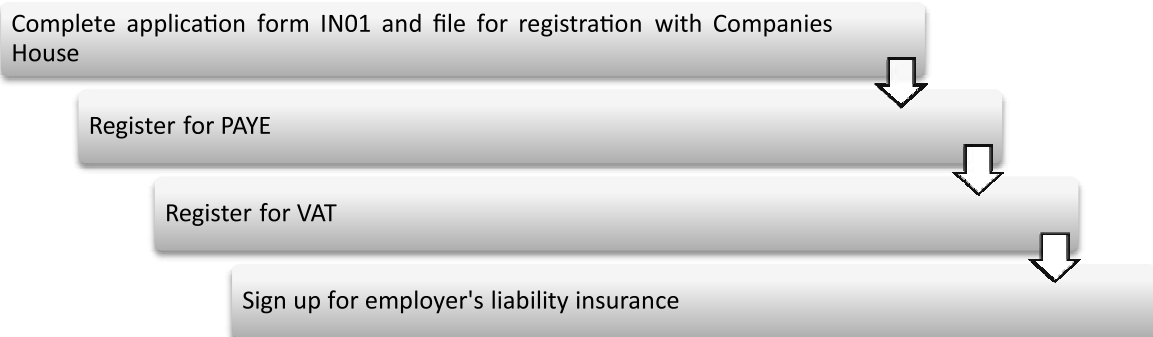 Complete application form IN01 and file for registration with Companies
House
Register for PAYE
Register for VAT
Sign up for employer's liability insurance